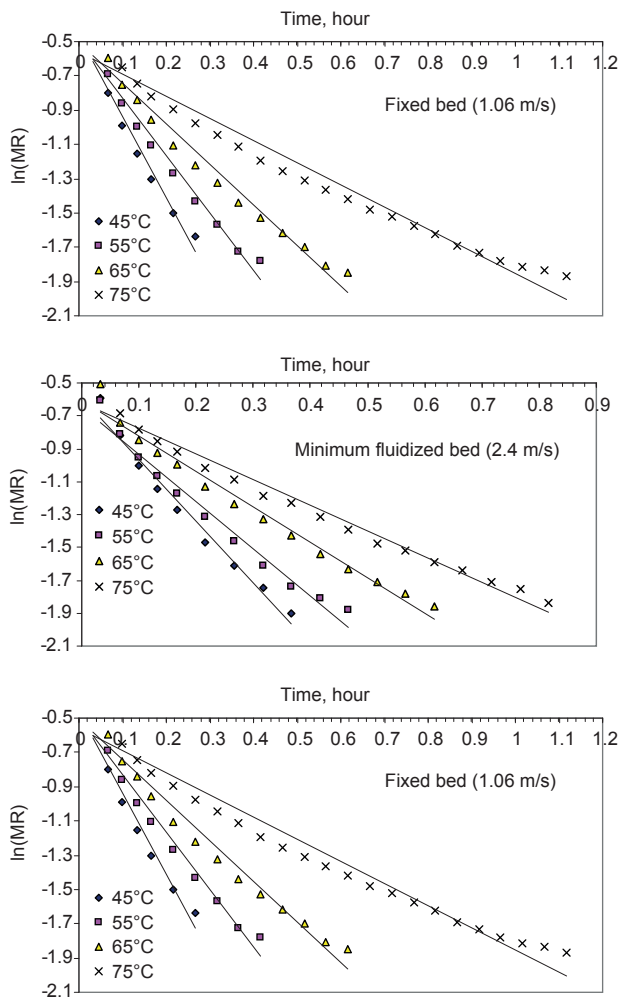 Time, hour
-0.5
0 0.1 0.2 0.3 0.4 0.5 0.6 0.7 0.8 0.9 1 1.1 1.2
-0.7
-0.9
Fixed bed (1.06 m/s)
-1.1
ln(MR)
-1.3
-1.5
45°C
-1.7
55°C
65°C
-1.9
75°C
-2.1
Time, hour
-0.5
0 0.1 0.2 0.3 0.4 0.5 0.6 0.7 0.8 0.9
-0.7
-0.9
Minimum fluidized bed (2.4 m/s)
-1.1
ln(MR)
-1.3
45°C
-1.5
55°C
-1.7
65°C
75°C
-1.9
-2.1
Time, hour
-0.5
0 0.1 0.2 0.3 0.4 0.5 0.6 0.7 0.8 0.9 1 1.1 1.2
-0.7
-0.9
Fixed bed (1.06 m/s)
-1.1
ln(MR)
-1.3
-1.5
45°C
-1.7
55°C
65°C
-1.9
75°C
-2.1